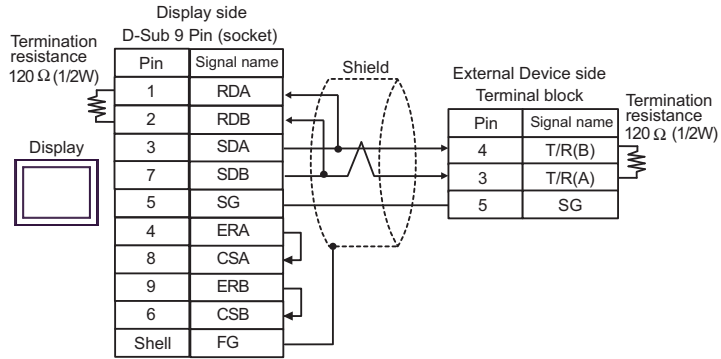 Display side
D-Sub 9 Pin (socket)
Termination
resistance
120 Ω (1/2W)
Pin Signal name
1 RDA
2 RDB
3 SDA
7 SDB
5 SG
4 ERA
8 CSA
9 ERB
6 CSB
Shell FG
Display
Shield
External Device side
Terminal block
Pin Signal name
4 T/R(B)
3 T/R(A)
5 SG
Termination
resistance
120 Ω (1/2W)